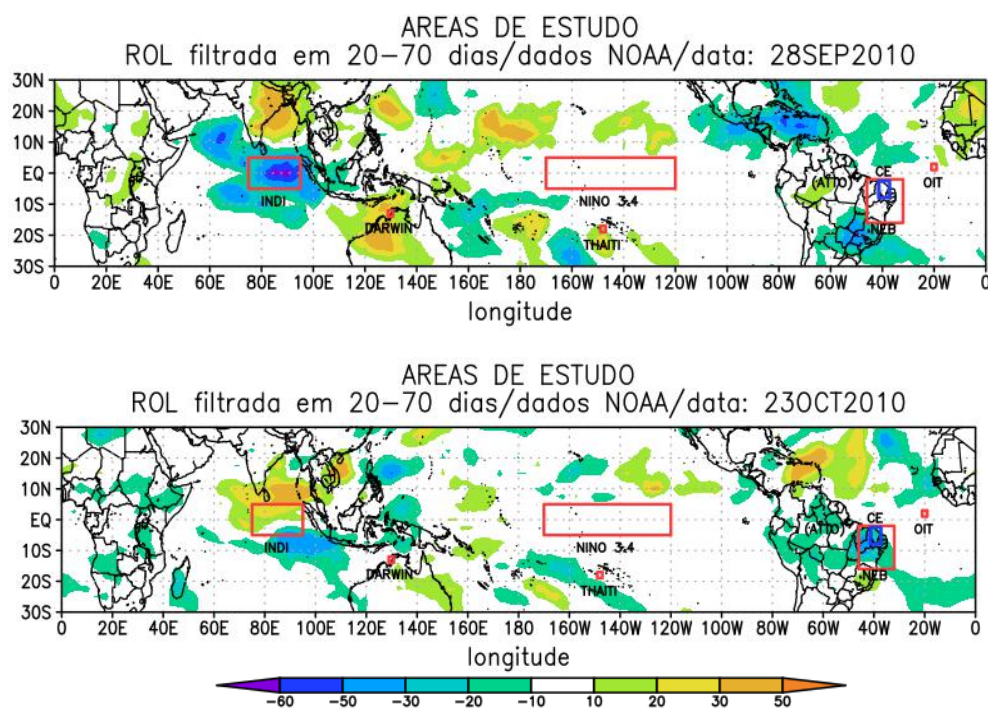 AREAS DE ESTUDO
ROL filtrada em 20-70 dias/dados NOAA/data: 28SEP2010
30N
20N
10N
EQ
10S
20S
30S
INDI
DARWIN
NINO 3.4
THAITI
(ATTO)
CE
NEB
OIT
0 20E 40E 60E 80E 100E 120E 140E 160E 180 160W 140W 120W 100W 80W 60W 40W 20W 0
longitude
AREAS DE ESTUDO
ROL filtrada em 20-70 dias/dados NOAA/data: 23OCT2010
30N
20N
10N
EQ
10S
20S
30S
INDI
DARWIN
NINO 3.4
THAITI
(ATTO)
CE
NEB
OIT
0 20E 40E 60E 80E 100E 120E 140E 160E 180 160W 140W 120W 100W 80W 60W 40W 20W 0
longitude
-60 -50 -30 -20 -10 10 20 30 50